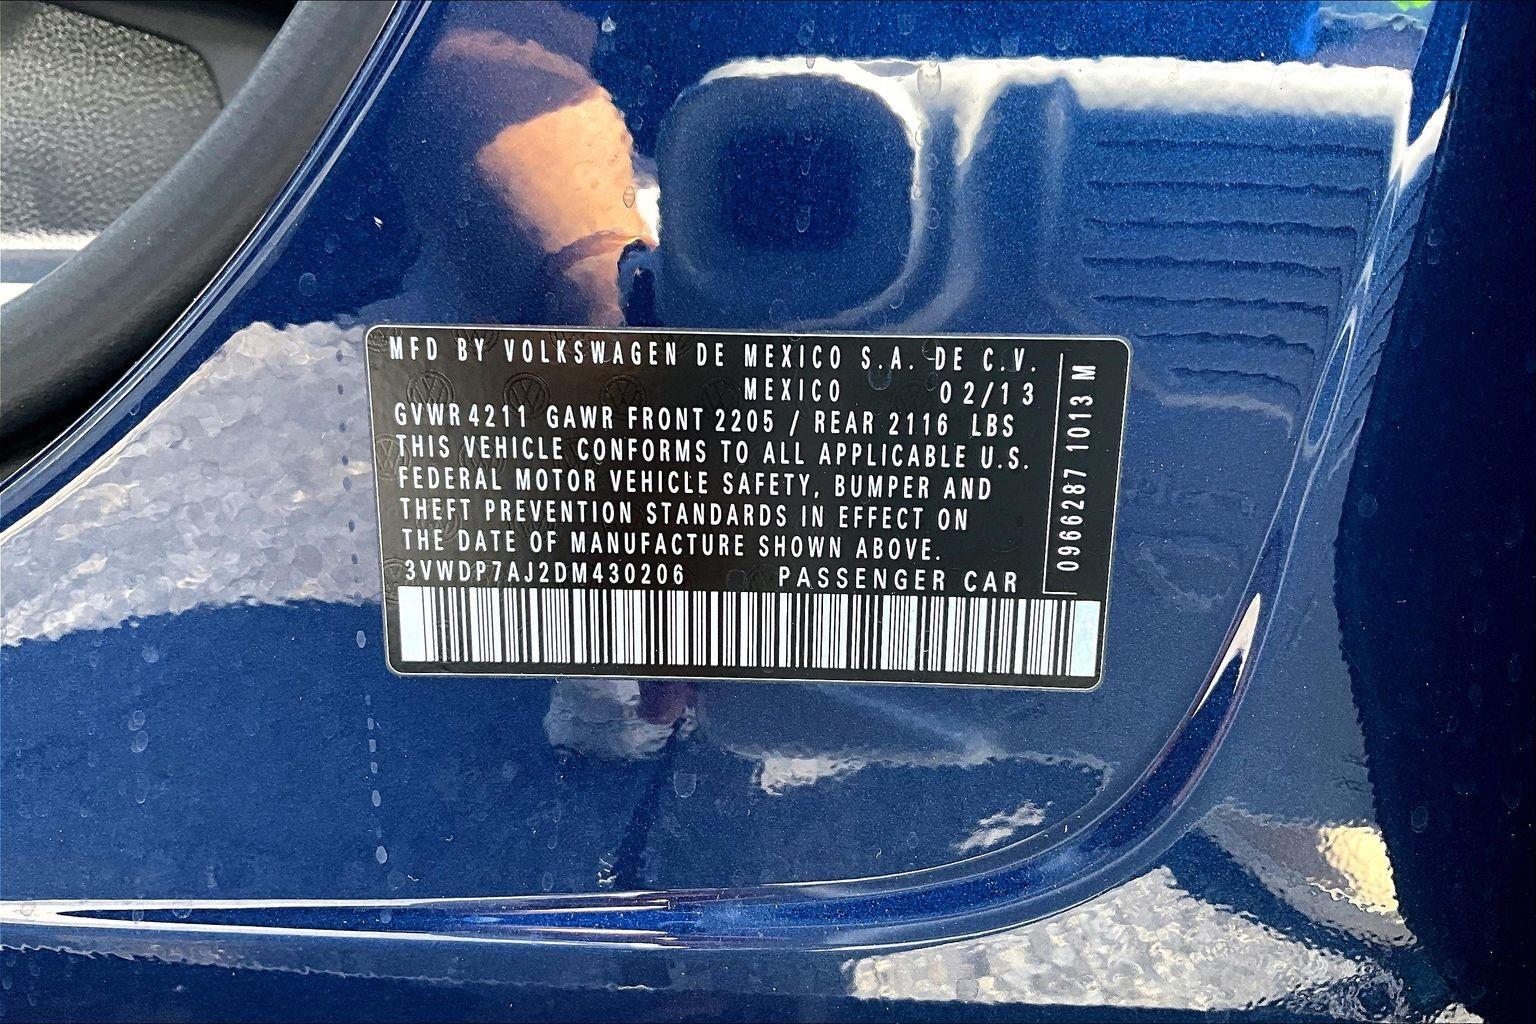 MFD BY VOLKSWAGEN DE MEXICO S.A. DE C.V.
MEXICO 02/13
GVWR 4211 GAWR FRONT 2205 / REAR 2116 LBS
THIS VEHICLE CONFORMS TO ALL APPLICABLE U.S.
FEDERAL MOTOR VEHICLE SAFETY, BUMPER AND
THEFT PREVENTION STANDARDS IN EFFECT ON
THE DATE OF MANUFACTURE SHOWN ABOVE.
3VWDP7AJ2DM430206 PASSENGER CAR
0966287 1013 M